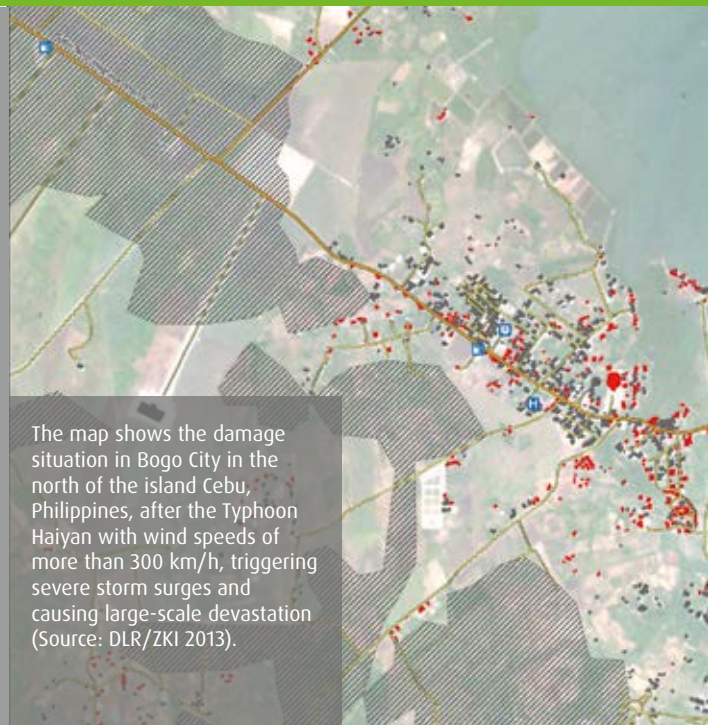 The map shows the damage
situation in Bogo City in the
north of the island Cebu,
Philippines, after the Typhoon
Haiyan with wind speeds of
more than 300 km/h, triggering
severe storm surges and
causing large-scale devastation
(Source: DLR/ZKI 2013).
H